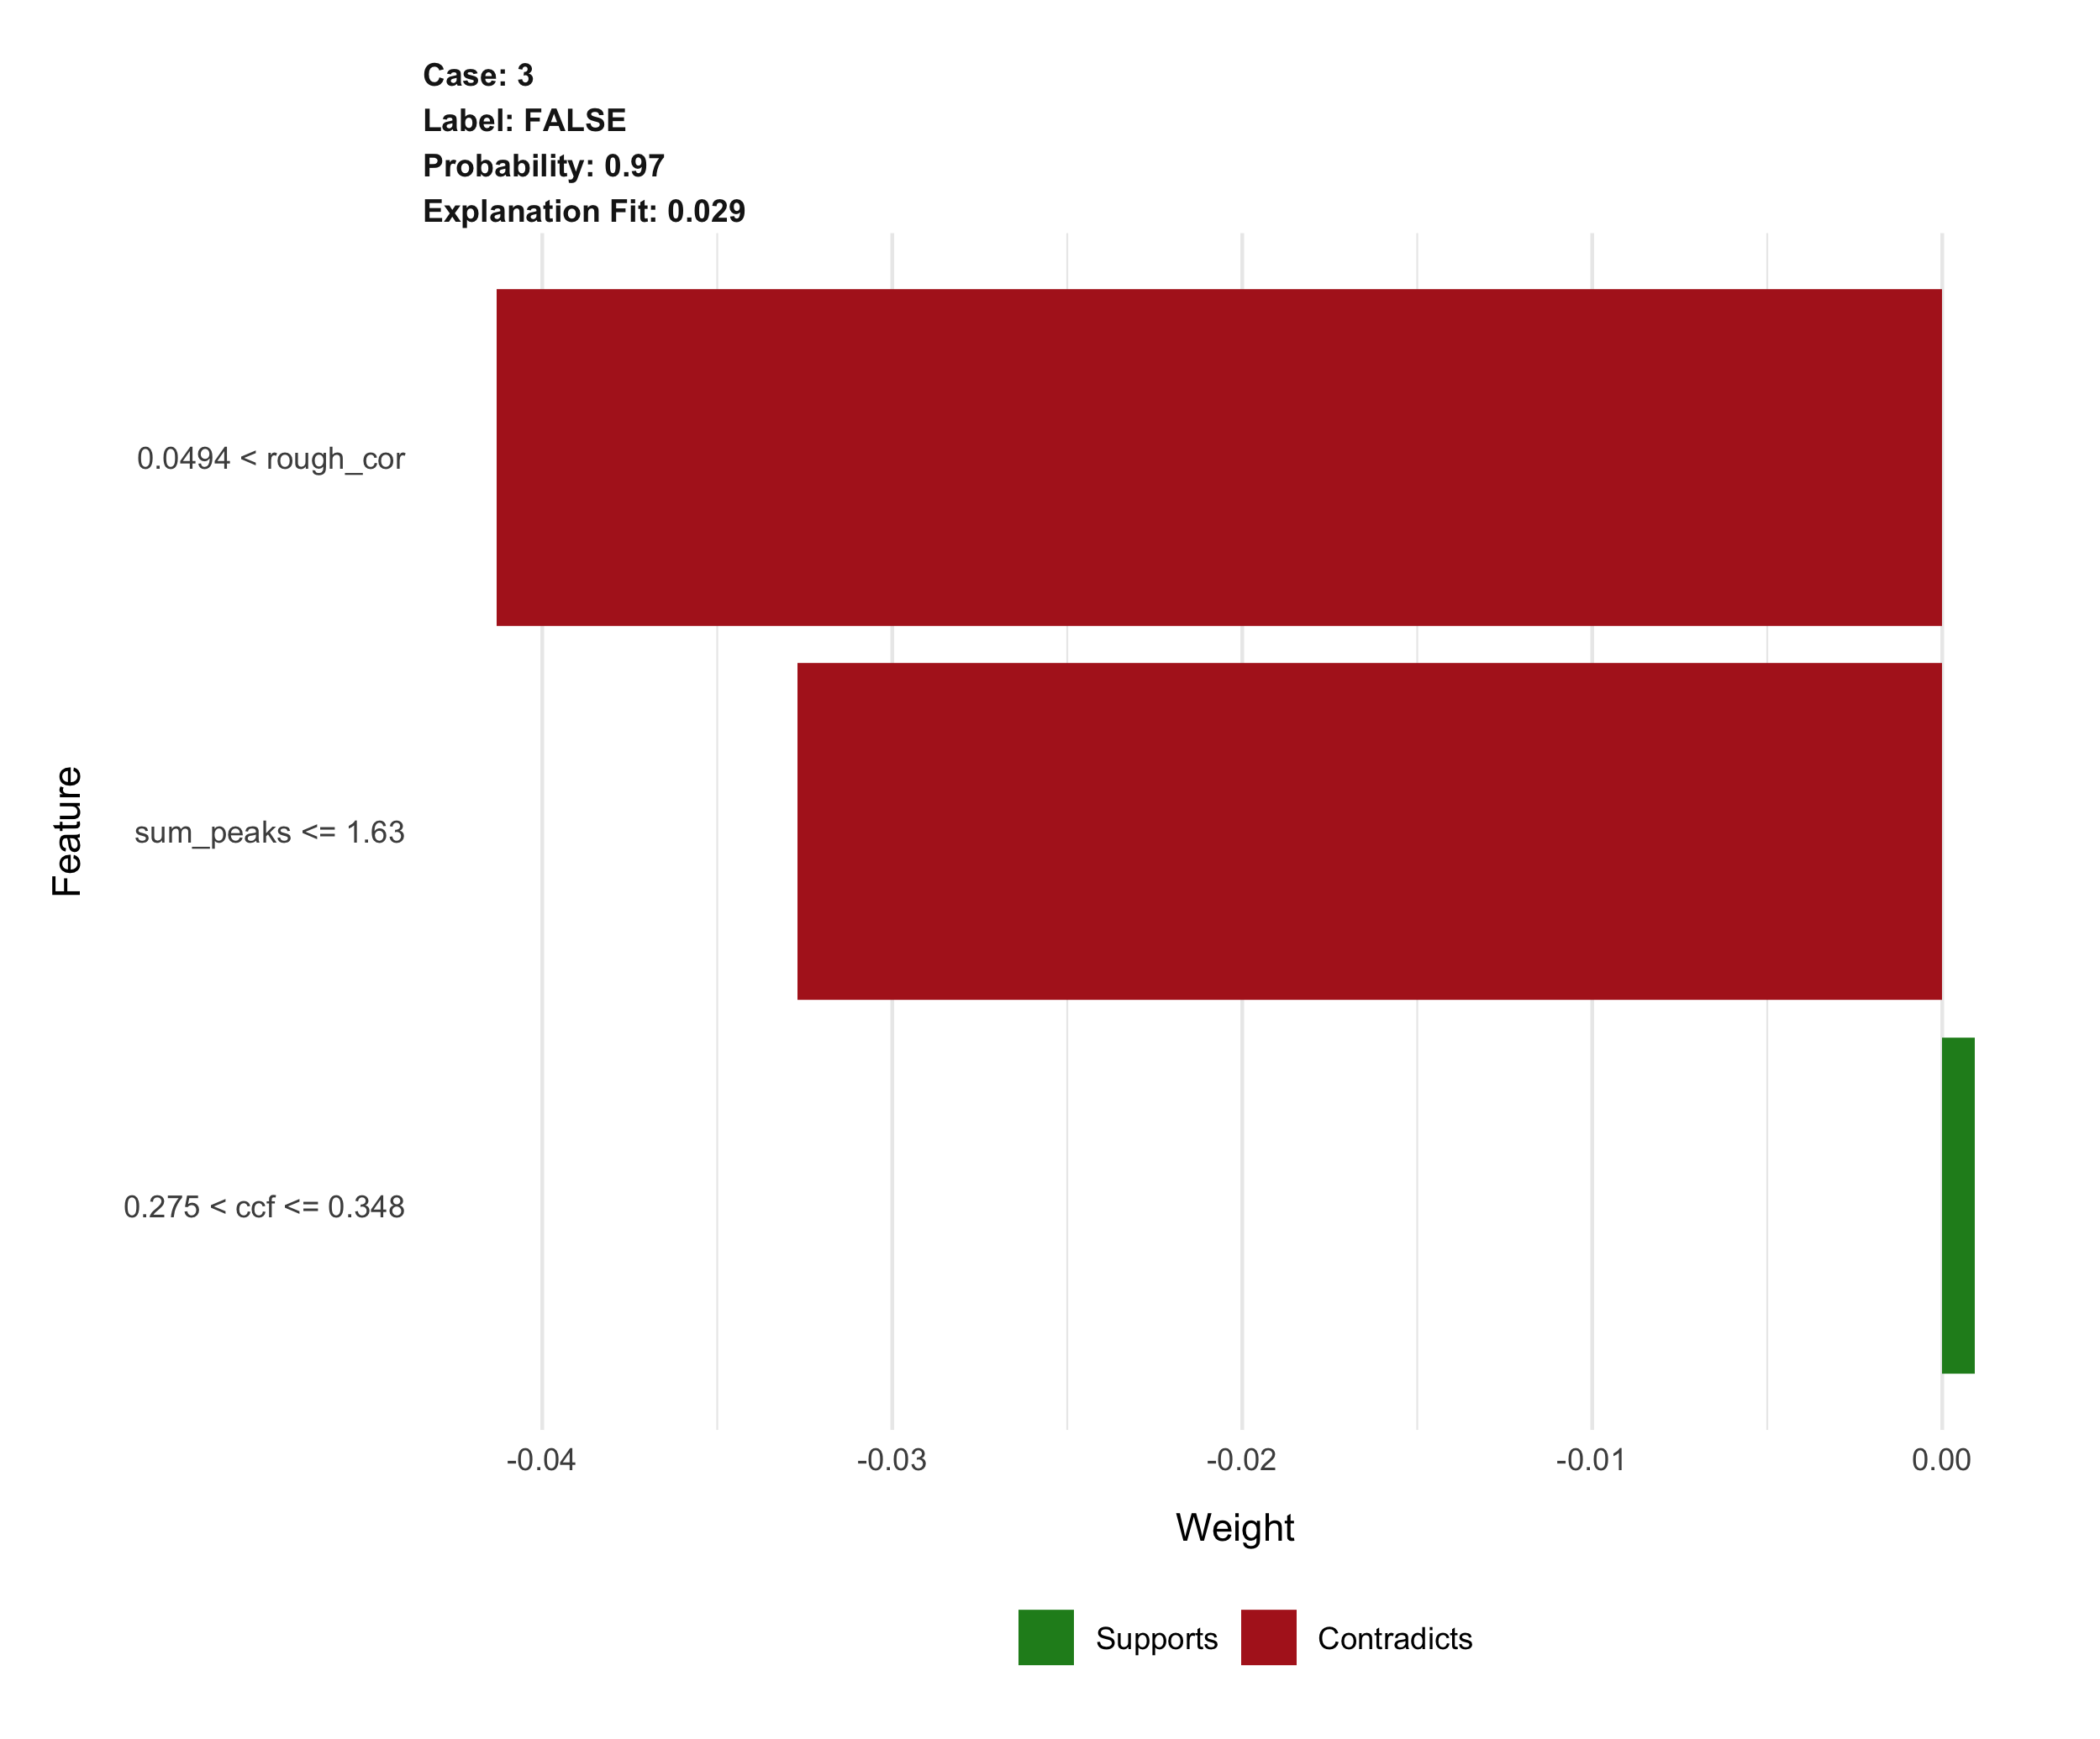 Case: 3
Label: FALSE
Probability: 0.97
Explanation Fit: 0.029
0.0494 < rough_cor
sum_peaks <= 1.63
0.275 < ccf <= 0.348
Feature
-0.04 -0.03 -0.02 -0.01 0.00
Weight
Supports Contradicts